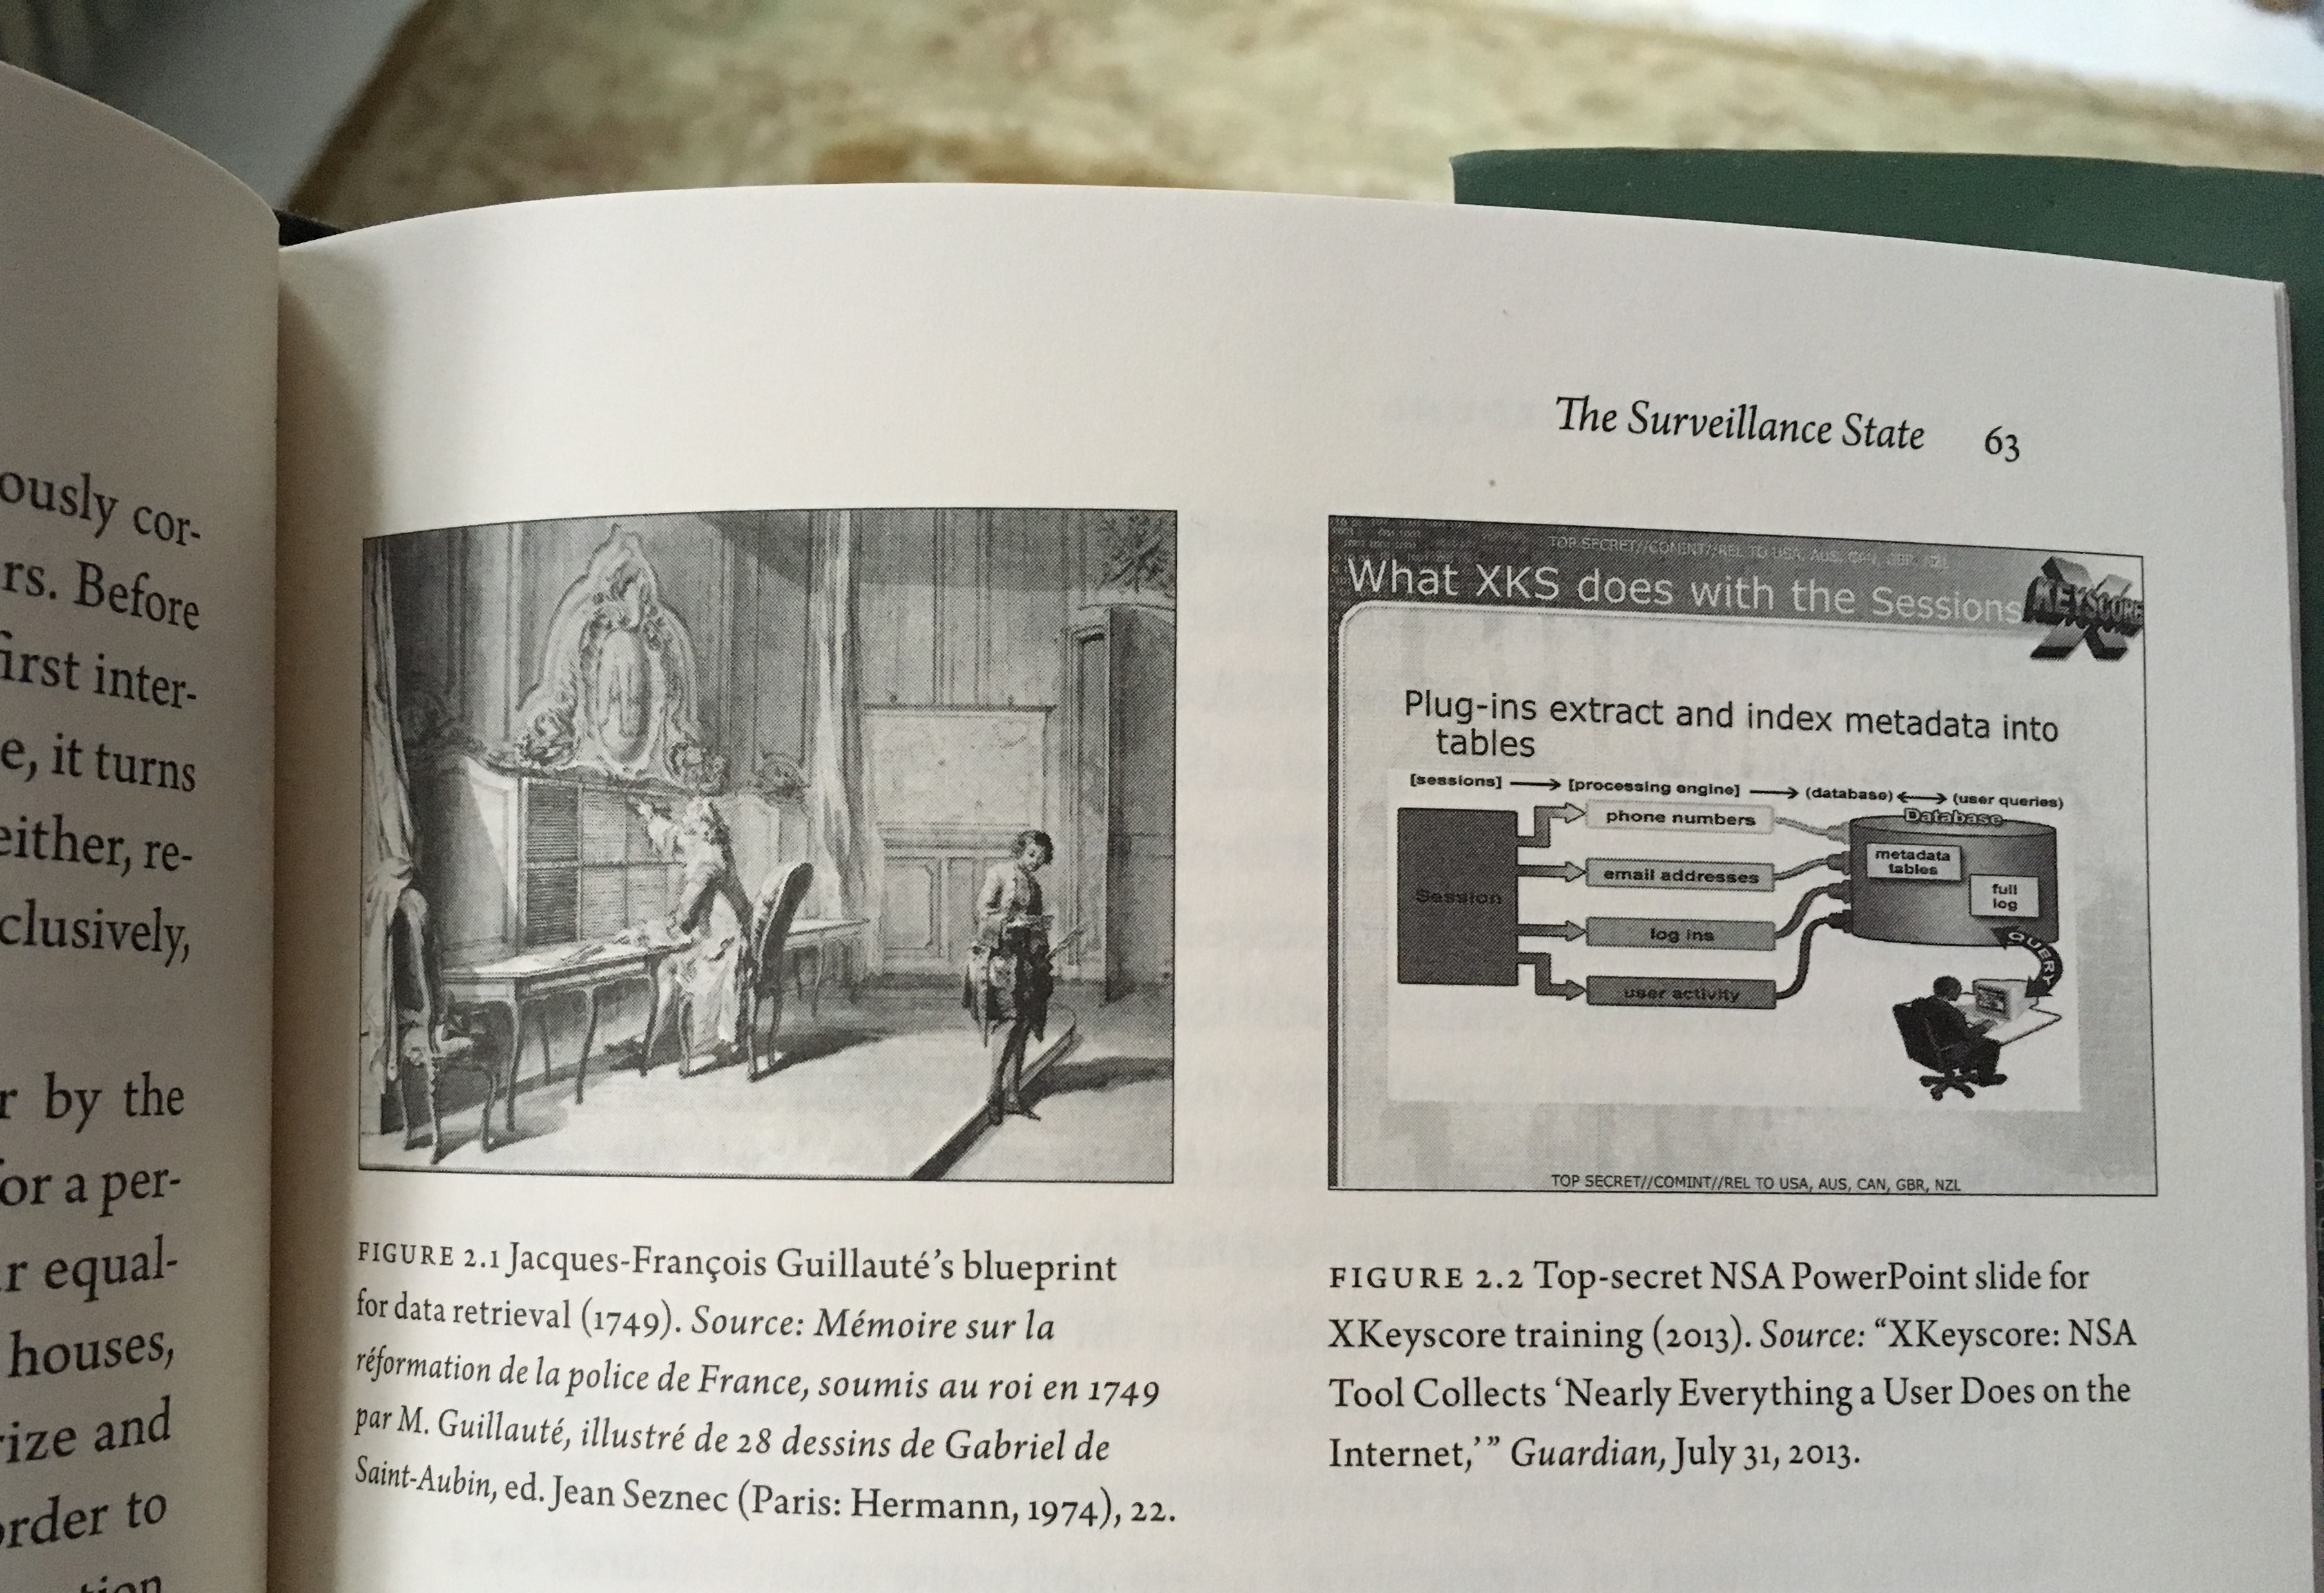 ously cor-
rs. Before
first inter-
e, it turns
either, re-
clusively,
r by the
for a per-
r equal-
houses,
rize and
order to
The Surveillance State 63
TOP SECRET//COMINT//REL TO USA, AUS, CAN, GBR, NZL
What XKS does with the Sessions
X KEYSCORE
Plug-ins extract and index metadata into
tables
[sessions] → [processing engine] → (database) ↔ (user queries)
Database
Session
phone numbers
email addresses
log ins
user activity
metadata
tables
full
log
QUERY
TOP SECRET//COMINT//REL TO USA, AUS, CAN, GBR, NZL
FIGURE 2.1 Jacques-François Guillauté’s blueprint
for data retrieval (1749). Source: Mémoire sur la
réformation de la police de France, soumis au roi en 1749
par M. Guillauté, illustré de 28 dessins de Gabriel de
Saint-Aubin, ed. Jean Seznec (Paris: Hermann, 1974), 22.
FIGURE 2.2 Top-secret NSA PowerPoint slide for
XKeyscore training (2013). Source: “XKeyscore: NSA
Tool Collects ‘Nearly Everything a User Does on the
Internet,’” Guardian, July 31, 2013.